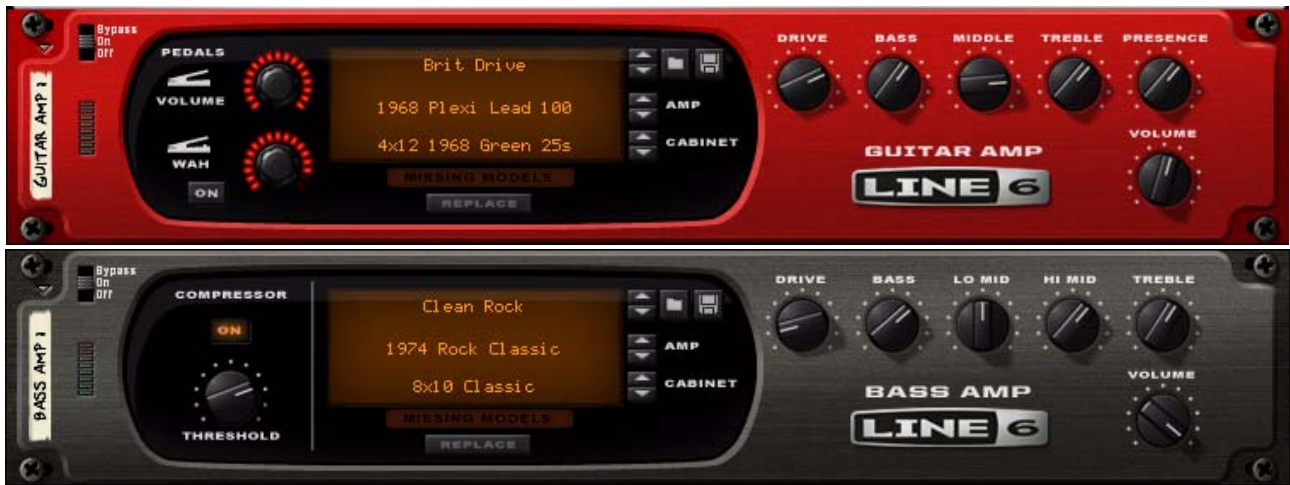 Bypass
On
Off
GUITAR AMP 1
PEDALS
VOLUME
WAH
ON
Brit Drive
1968 Plexi Lead 100
4x12 1968 Green 25s
MISSING MODELS
REPLACE
AMP
CABINET
DRIVE BASS MIDDLE TREBLE PRESENCE
VOLUME
GUITAR AMP
LINE 6
Bypass
On
Off
BASS AMP 1
COMPRESSOR
ON
THRESHOLD
Clean Rock
1974 Rock Classic
8x10 Classic
MISSING MODELS
REPLACE
AMP
CABINET
DRIVE BASS LO MID HI MID TREBLE
VOLUME
BASS AMP
LINE 6